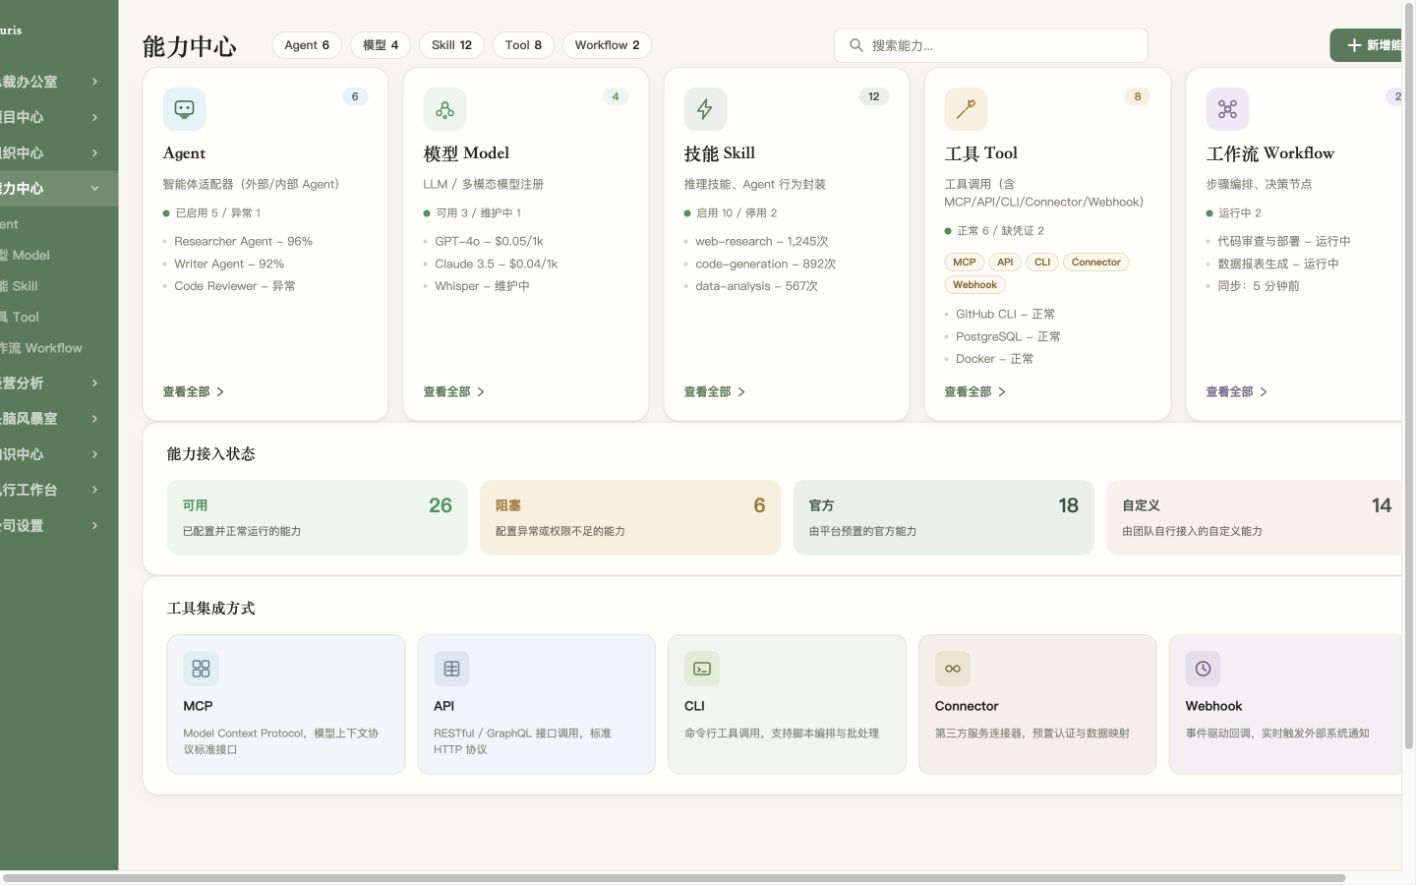 uris
裁办公室
目中心
织中心
能力中心
ent
型 Model
能 Skill
具 Tool
作流 Workflow
营分析
脑风暴室
识中心
行工作台
公司设置
能力中心
Agent 6
模型 4
Skill 12
Tool 8
Workflow 2
搜索能力...
新增能
6
Agent
智能体适配器（外部/内部 Agent）
已启用 5 / 异常 1
Researcher Agent – 96%
Writer Agent – 92%
Code Reviewer – 异常
查看全部
4
模型 Model
LLM / 多模态模型注册
可用 3 / 维护中 1
GPT-4o – $0.05/1k
Claude 3.5 – $0.04/1k
Whisper – 维护中
查看全部
12
技能 Skill
推理技能、Agent 行为封装
启用 10 / 停用 2
web-research – 1,245次
code-generation – 892次
data-analysis – 567次
查看全部
8
工具 Tool
工具调用（含
MCP/API/CLI/Connector/Webhook）
正常 6 / 缺凭证 2
MCP
API
CLI
Connector
Webhook
GitHub CLI – 正常
PostgreSQL – 正常
Docker – 正常
查看全部
2
工作流 Workflow
步骤编排、决策节点
运行中 2
代码审查与部署 – 运行中
数据报表生成 – 运行中
同步：5 分钟前
查看全部
能力接入状态
可用
26
已配置并正常运行的能力
阻塞
6
配置异常或权限不足的能力
官方
18
由平台预置的官方能力
自定义
14
由团队自行接入的自定义能力
工具集成方式
MCP
Model Context Protocol，模型上下文协
议标准接口
API
RESTful / GraphQL 接口调用，标准
HTTP 协议
CLI
命令行工具调用，支持脚本编排与批处理
Connector
第三方服务连接器，预置认证与数据映射
Webhook
事件驱动回调，实时触发外部系统通知